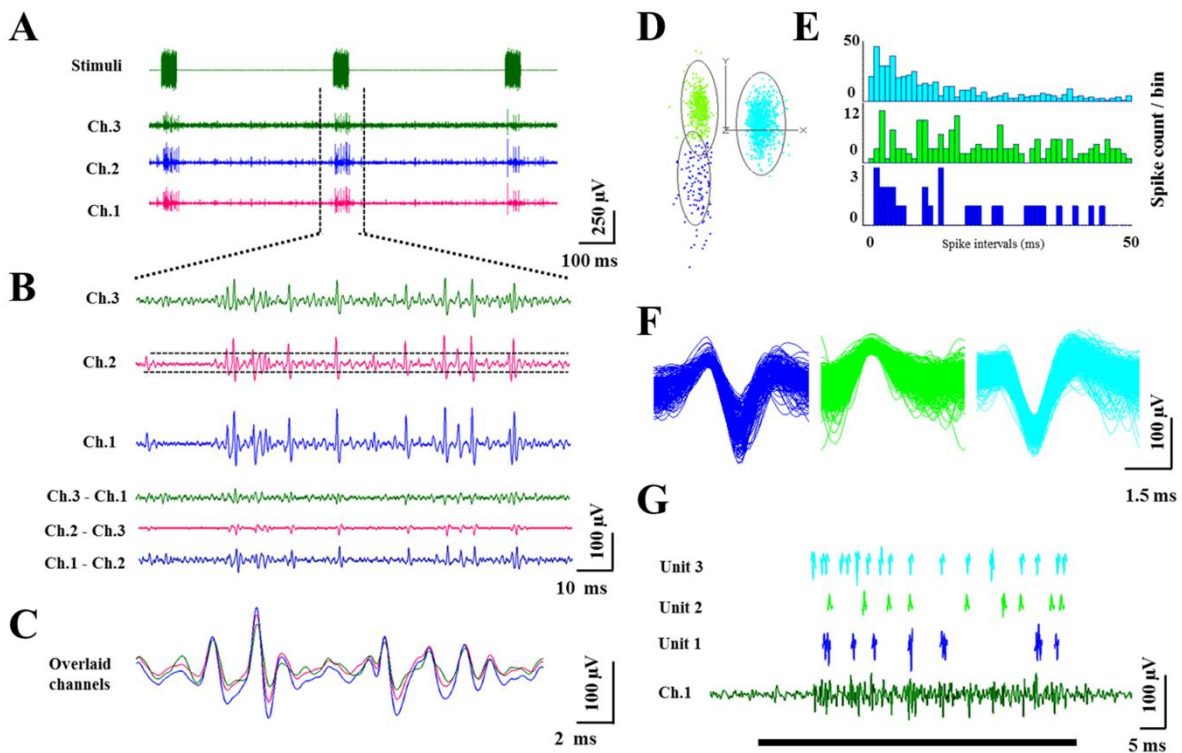 A
Stimuli
Ch.3
Ch.2
Ch.1
250 µV
100 ms
B
Ch.3
Ch.2
Ch.1
Ch.3 - Ch.1
Ch.2 - Ch.3
Ch.1 - Ch.2
100 µV
10 ms
C
Overlaid
channels
100 µV
2 ms
D
Y
Z
X
E
50
0
12
0
3
0
0
Spike intervals (ms)
50
Spike count / bin
F
100 µV
1.5 ms
G
Unit 3
Unit 2
Unit 1
Ch.1
100 µV
5 ms